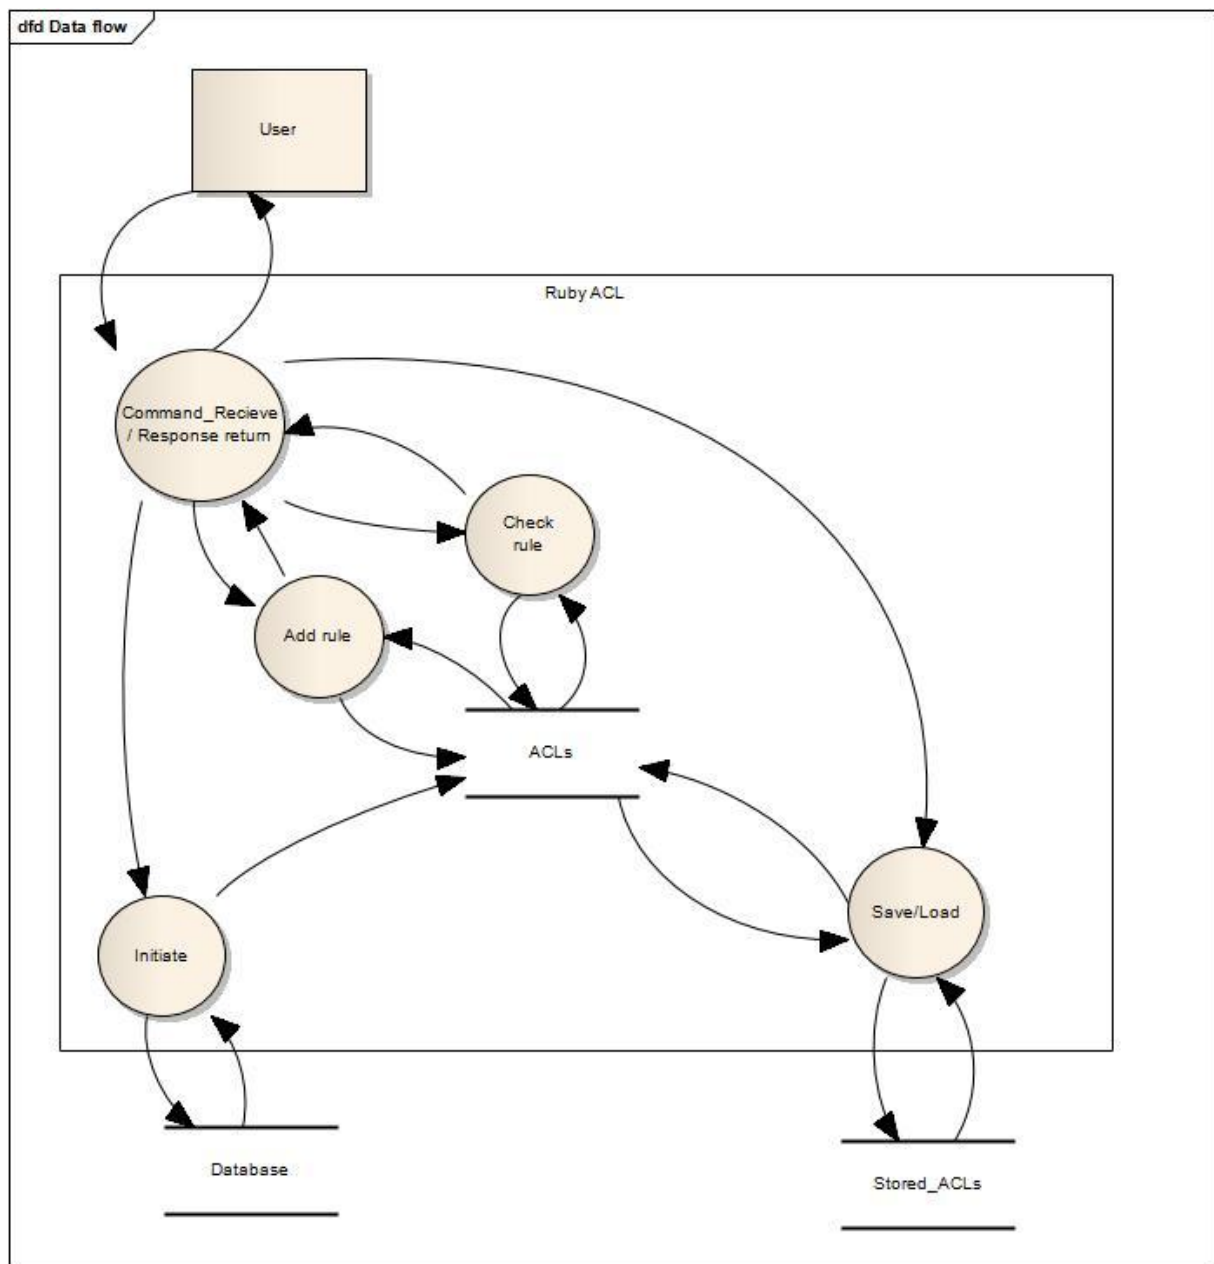 dfd Data flow
User
Ruby ACL
Command_Recieve
/ Response return
Check
rule
Add rule
ACLs
Save/Load
Initiate
Database
Stored_ACLs